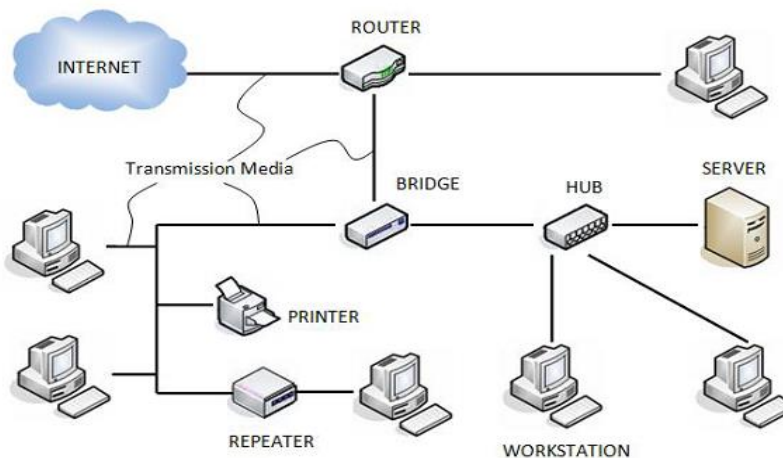 ROUTER
INTERNET
Transmission Media
BRIDGE
HUB
SERVER
PRINTER
REPEATER
WORKSTATION